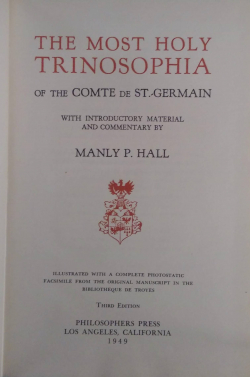 THE MOST HOLY
TRINOSOPHIA
OF THE COMTE DE ST.-GERMAIN
WITH INTRODUCTORY MATERIAL
AND COMMENTARY BY
MANLY P. HALL
ILLUSTRATED WITH A COMPLETE PHOTOSTATIC
FACSIMILE FROM THE ORIGINAL MANUSCRIPT IN THE
BIBLIOTHEQUE DE TROYES
THIRD EDITION
PHILOSOPHERS PRESS
LOS ANGELES, CALIFORNIA
1949